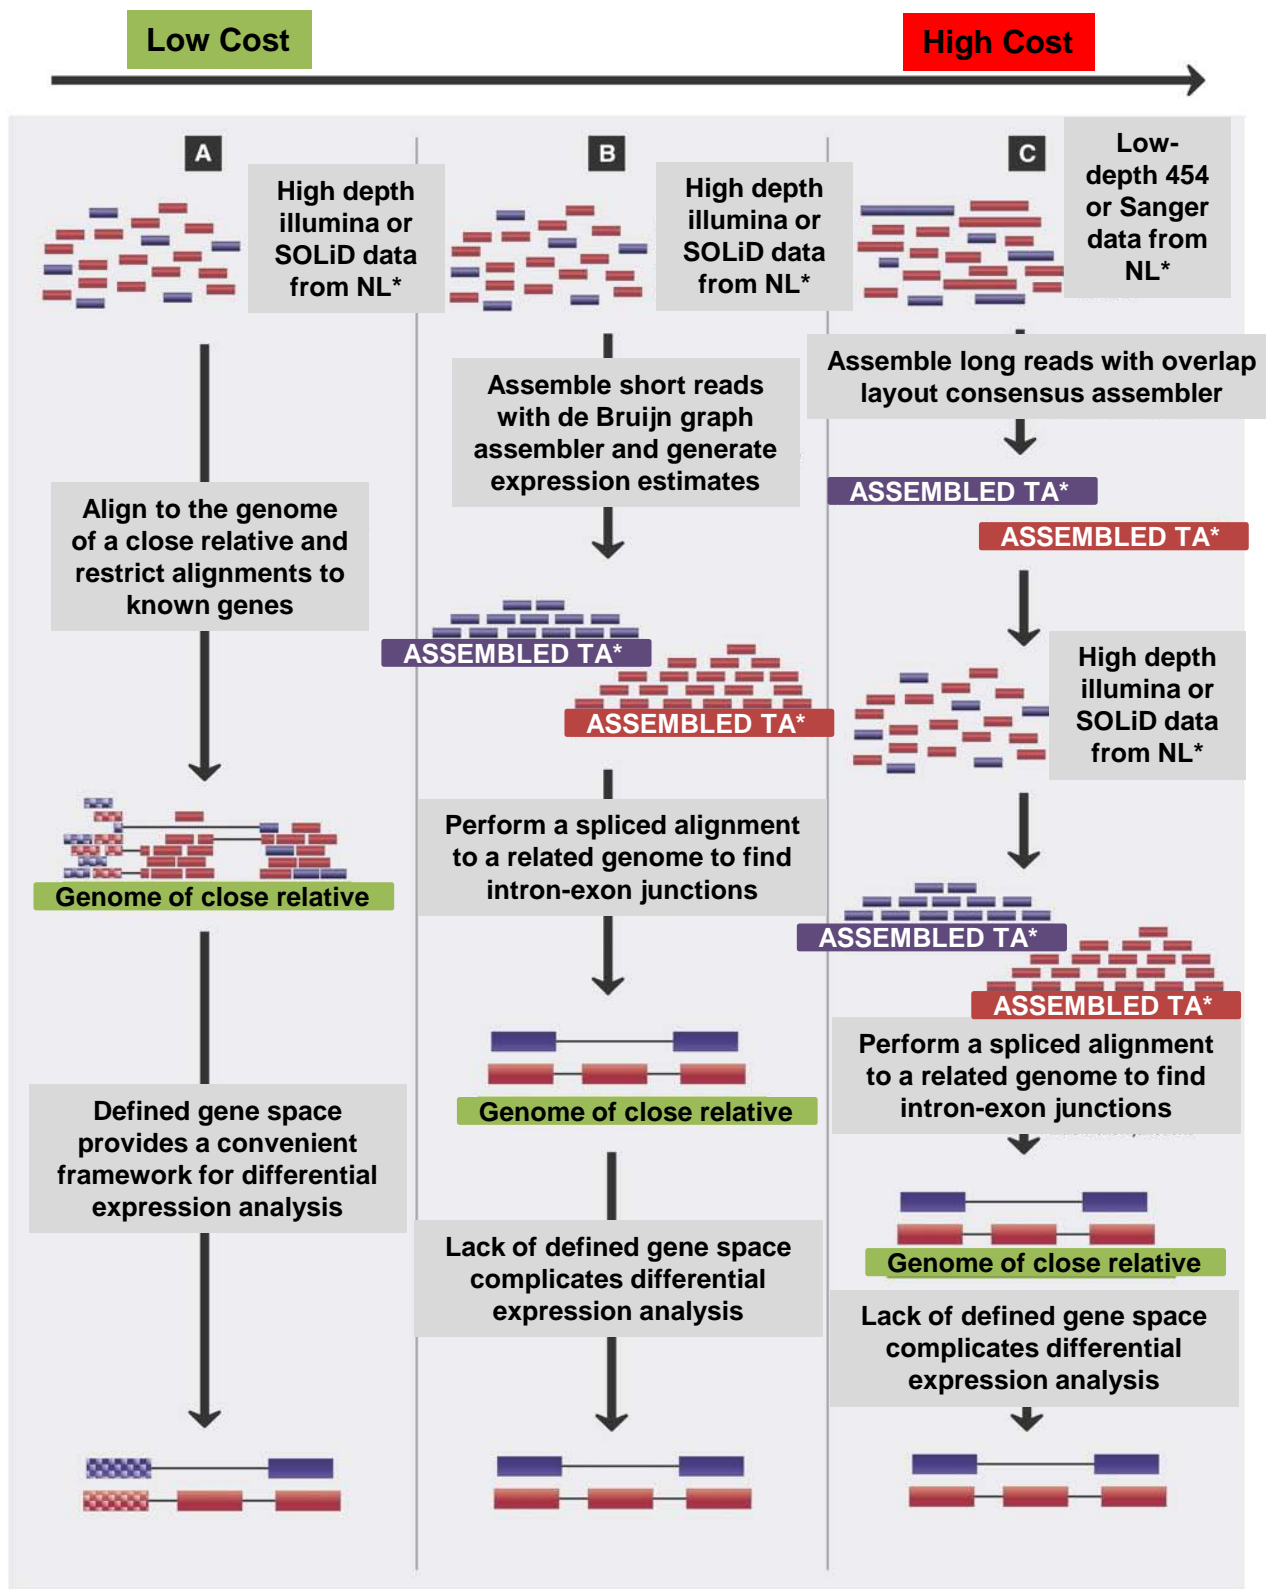 Low Cost
High Cost
A
High depth
illumina or
SOLiD data
from NL*
Align to the genome
of a close relative and
restrict alignments to
known genes
Genome of close relative
Defined gene space
provides a convenient
framework for differential
expression analysis
B
High depth
illumina or
SOLiD data
from NL*
Assemble short reads
with de Bruijn graph
assembler and generate
expression estimates
ASSEMBLED TA*
ASSEMBLED TA*
Perform a spliced alignment
to a related genome to find
intron-exon junctions
Genome of close relative
Lack of defined gene space
complicates differential
expression analysis
C
Low-
depth 454
or Sanger
data from
NL*
Assemble long reads with overlap
layout consensus assembler
ASSEMBLED TA*
ASSEMBLED TA*
High depth
illumina or
SOLiD data
from NL*
ASSEMBLED TA*
ASSEMBLED TA*
Perform a spliced alignment
to a related genome to find
intron-exon junctions
Genome of close relative
Lack of defined gene space
complicates differential
expression analysis